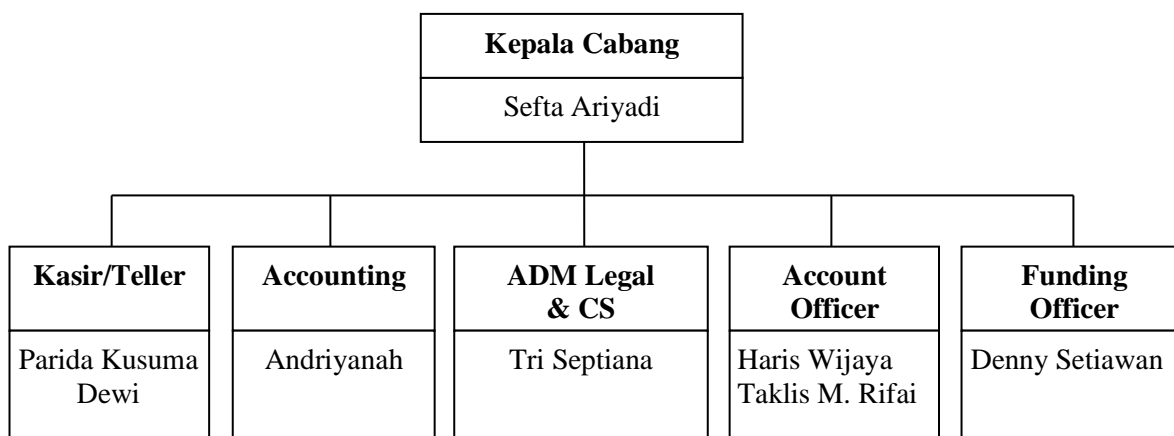 Kepala Cabang
Sefta Ariyadi
Kasir/Teller
Parida Kusuma
Dewi
Accounting
Andriyanah
ADM Legal
& CS
Tri Septiana
Account
Officer
Haris Wijaya
Taklis M. Rifai
Funding
Officer
Denny Setiawan